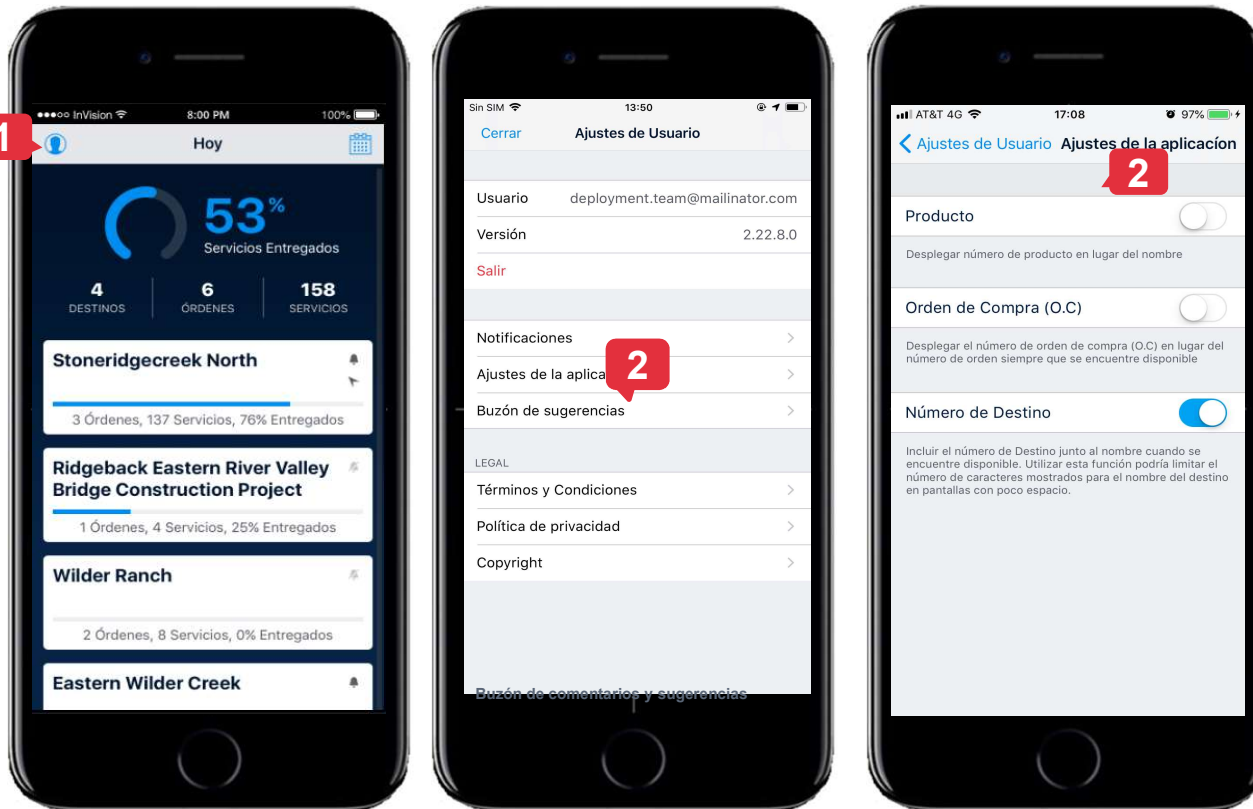 1
InVision
8:00 PM
100%
Hoy
53%
Servicios Entregados
4
DESTINOS
6
ÓRDENES
158
SERVICIOS
Stoneridgecreek North
3 Órdenes, 137 Servicios, 76% Entregados
Ridgeback Eastern River Valley
Bridge Construction Project
1 Órdenes, 4 Servicios, 25% Entregados
Wilder Ranch
2 Órdenes, 8 Servicios, 0% Entregados
Eastern Wilder Creek
Sin SIM
13:50
Cerrar
Ajustes de Usuario
Usuario deployment.team@mailinator.com
Versión 2.22.8.0
Salir
Notificaciones
Ajustes de la aplica
2
Buzón de sugerencias
LEGAL
Términos y Condiciones
Política de privacidad
Copyright
Buzón de comentarios y sugerencias
AT&T 4G
17:08
97%
Ajustes de Usuario
Ajustes de la aplicacíon
2
Producto
Desplegar número de producto en lugar del nombre
Orden de Compra (O.C)
Desplegar el número de orden de compra (O.C) en lugar del
número de orden siempre que se encuentre disponible
Número de Destino
Incluir el número de Destino junto al nombre cuando se
encuentre disponible. Utilizar esta función podría limitar el
número de caracteres mostrados para el nombre del destino
en pantallas con poco espacio.